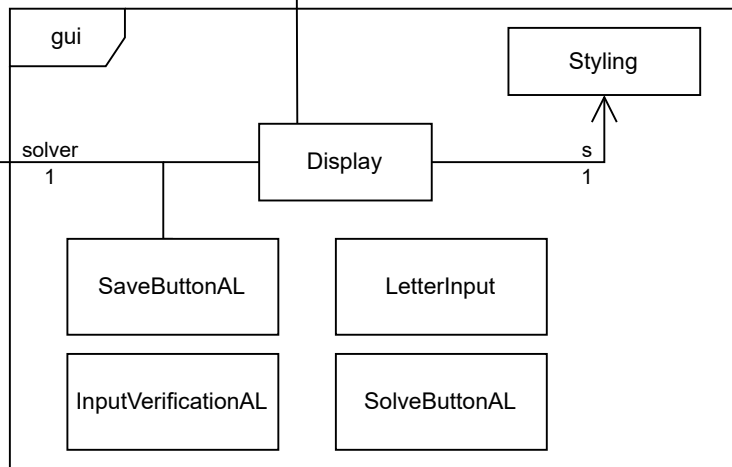 gui
Styling
solver
1
Display
s
1
SaveButtonAL
LetterInput
InputVerificationAL
SolveButtonAL